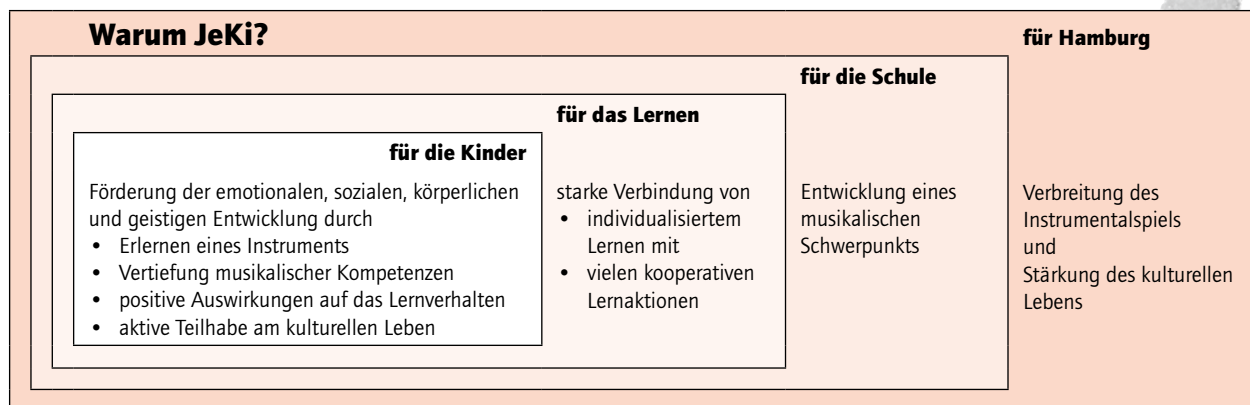 Warum JeKi?
für Hamburg
für die Schule
für das Lernen
für die Kinder
Förderung der emotionalen, sozialen, körperlichen
und geistigen Entwicklung durch
• Erlernen eines Instruments
• Vertiefung musikalischer Kompetenzen
• positive Auswirkungen auf das Lernverhalten
• aktive Teilhabe am kulturellen Leben
starke Verbindung von
• individualisiertem
Lernen mit
• vielen kooperativen
Lernaktionen
Entwicklung eines
musikalischen
Schwerpunkts
Verbreitung des
Instrumentalspiels
und
Stärkung des kulturellen
Lebens